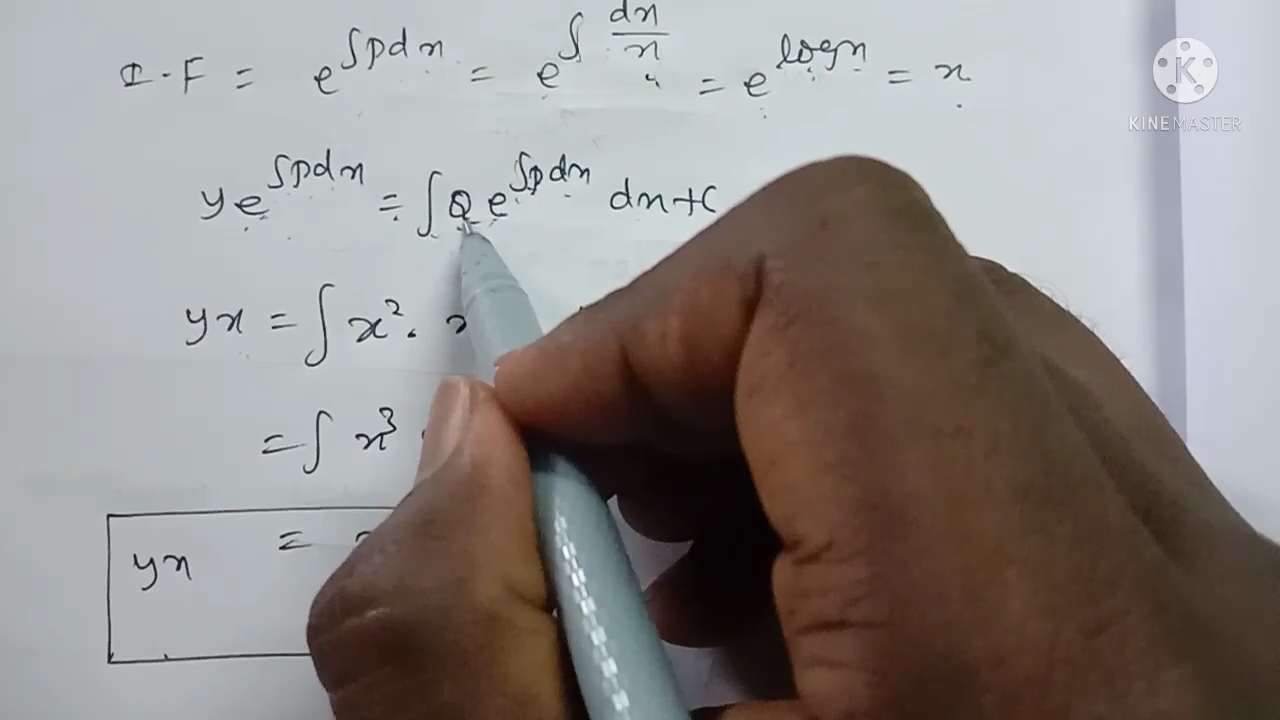 I.F = e^∫Pdx = e^∫dx/x = e^logx = x
K
KINEMASTER
ye^∫Pdx = ∫Qe^∫Pdx dx+C
yx = ∫x².
= ∫x³
yx =